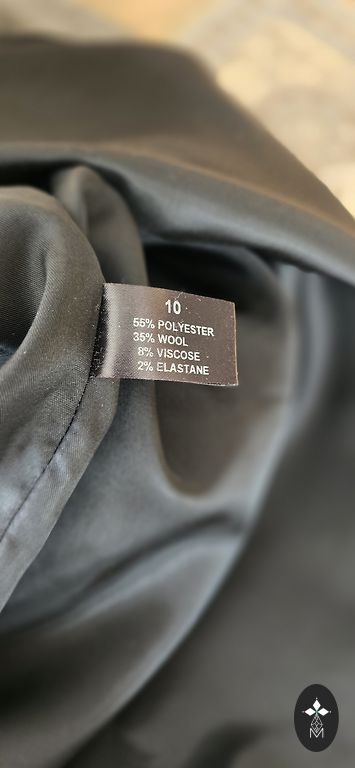 10
55% POLYESTER
35% WOOL
8% VISCOSE
2% ELASTANE
M